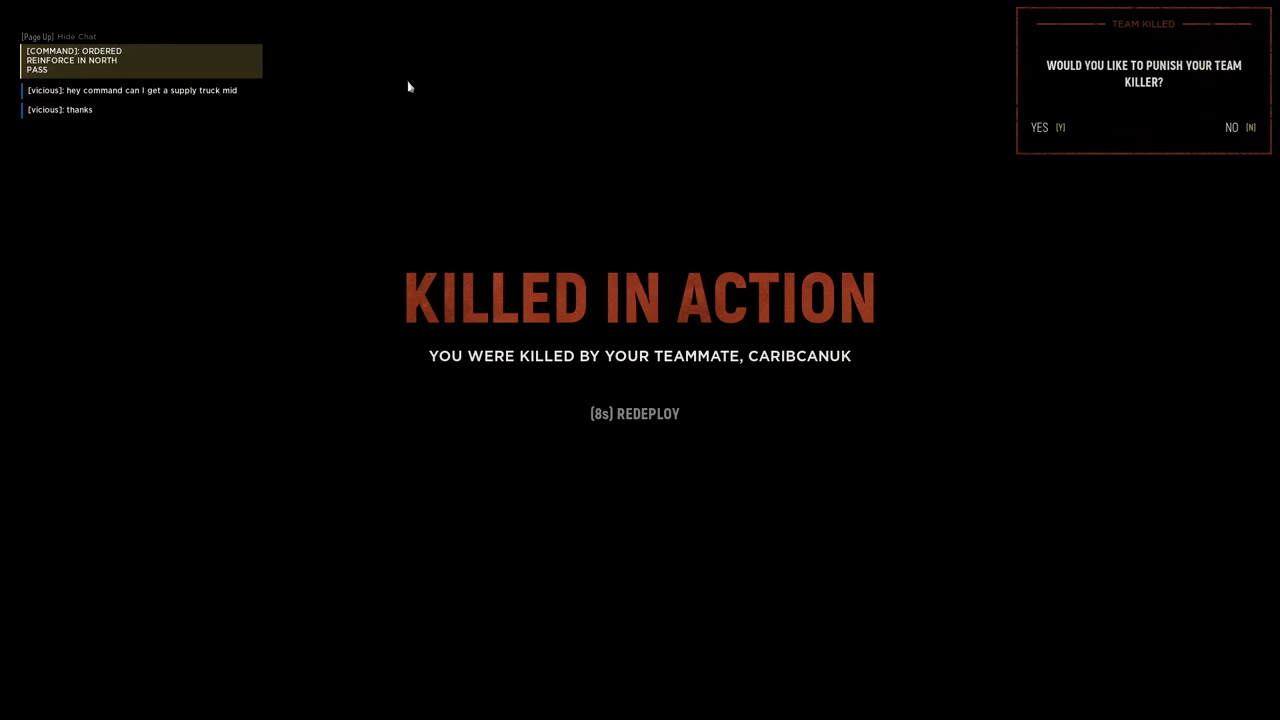 [Page Up] Hide Chat
[COMMAND]: ORDERED
REINFORCE IN NORTH
PASS
[vicious]: hey command can I get a supply truck mid
[vicious]: thanks
TEAM KILLED
WOULD YOU LIKE TO PUNISH YOUR TEAM
KILLER?
YES [Y]
NO [N]
KILLED IN ACTION
YOU WERE KILLED BY YOUR TEAMMATE, CARIBCANUK
(8s) REDEPLOY